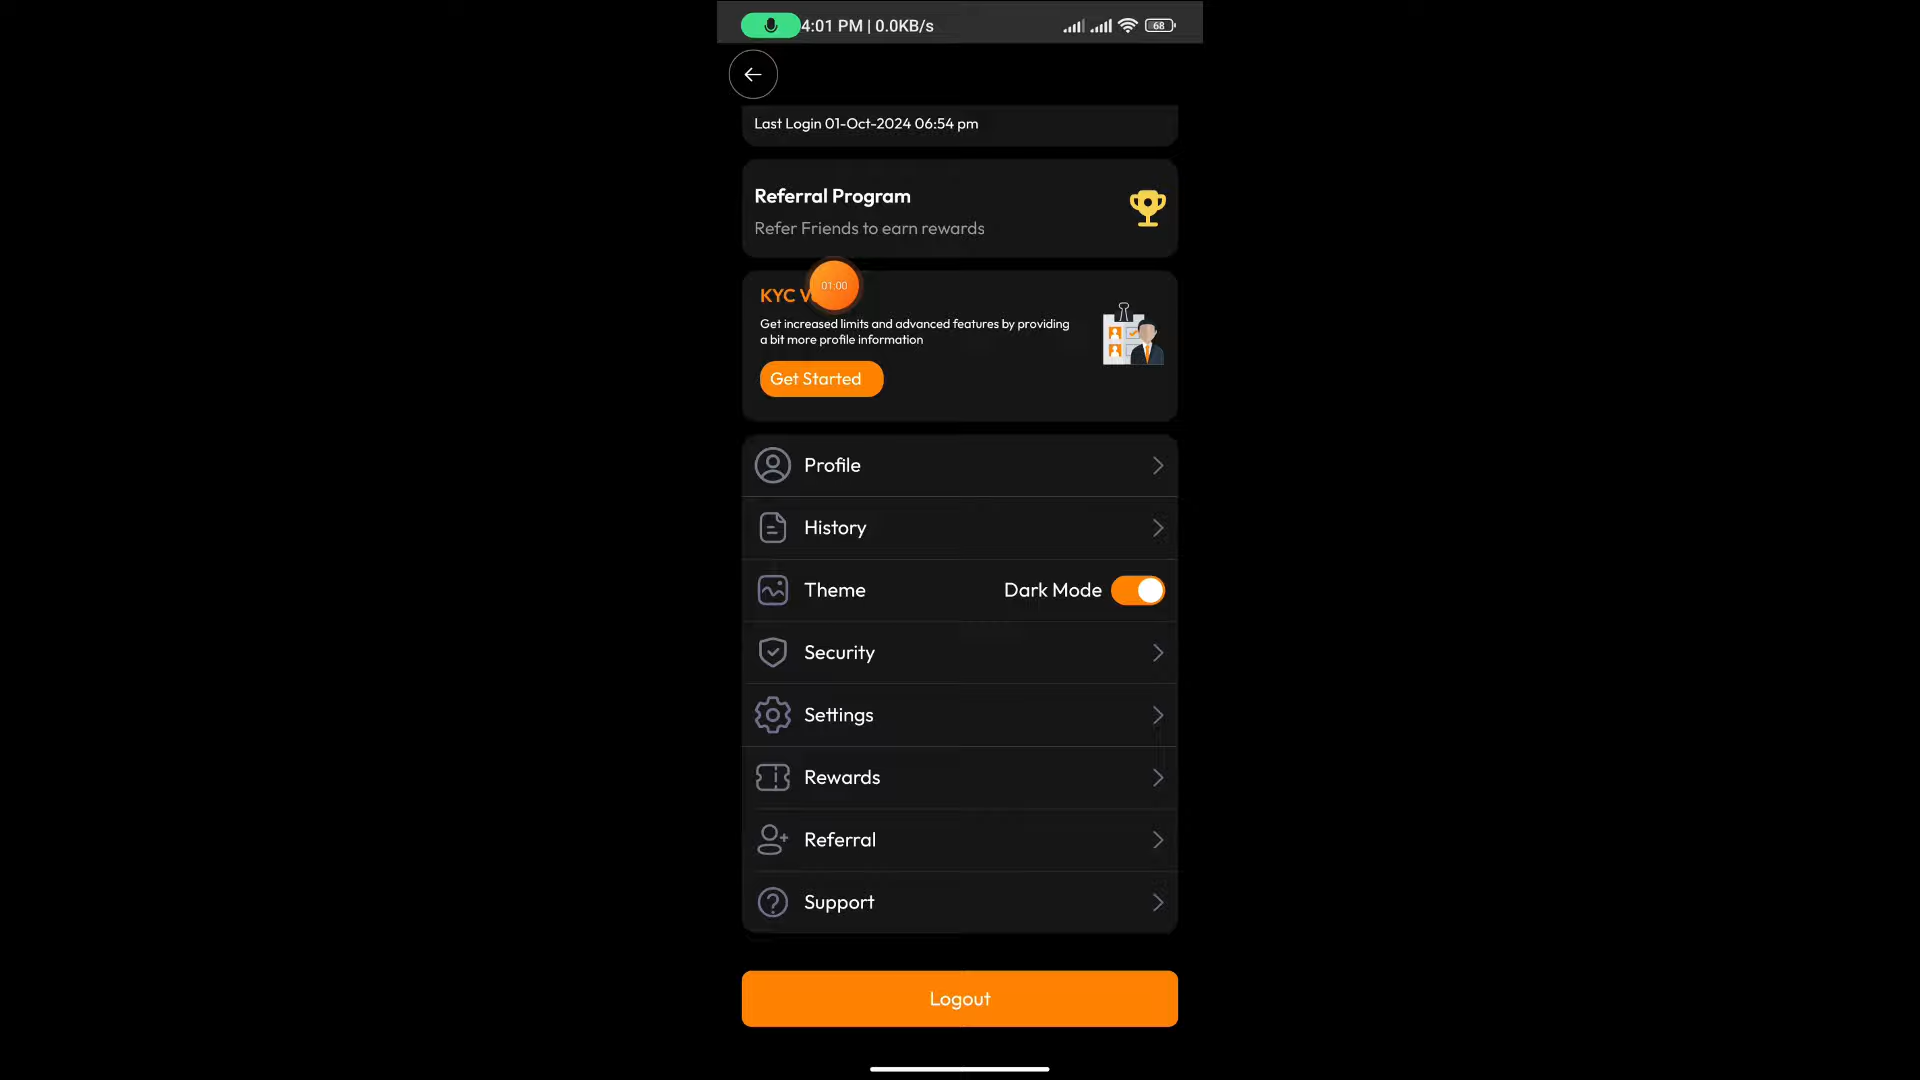 4:01 PM | 0.0KB/s
68
Last Login 01-Oct-2024 06:54 pm
Referral Program
Refer Friends to earn rewards
01:00
KYC
Get increased limits and advanced features by providing
a bit more profile information
Get Started
Profile
History
Theme Dark Mode
Security
Settings
Rewards
Referral
Support
Logout